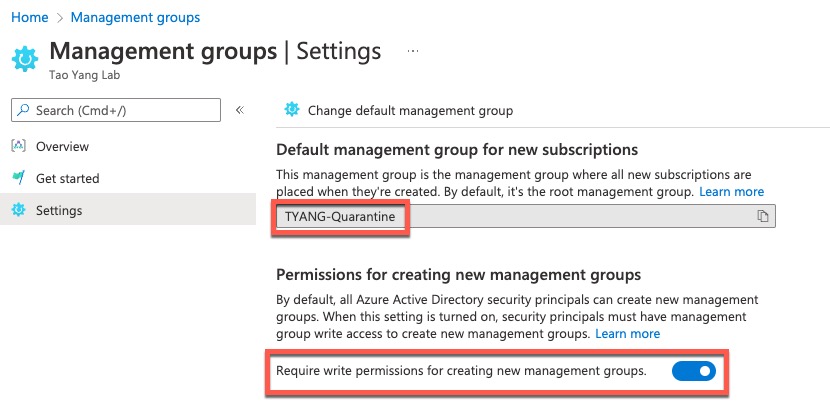 Home > Management groups
Management groups | Settings ...
Tao Yang Lab
Search (Cmd+/)
«
Overview
Get started
Settings
Change default management group
Default management group for new subscriptions
This management group is the management group where all new subscriptions are
placed when they're created. By default, it's the root management group. Learn more
TYANG-Quarantine
Permissions for creating new management groups
By default, all Azure Active Directory security principals can create new management
groups. When this setting is turned on, security principals must have management
group write access to create new management groups. Learn more
Require write permissions for creating new management groups.